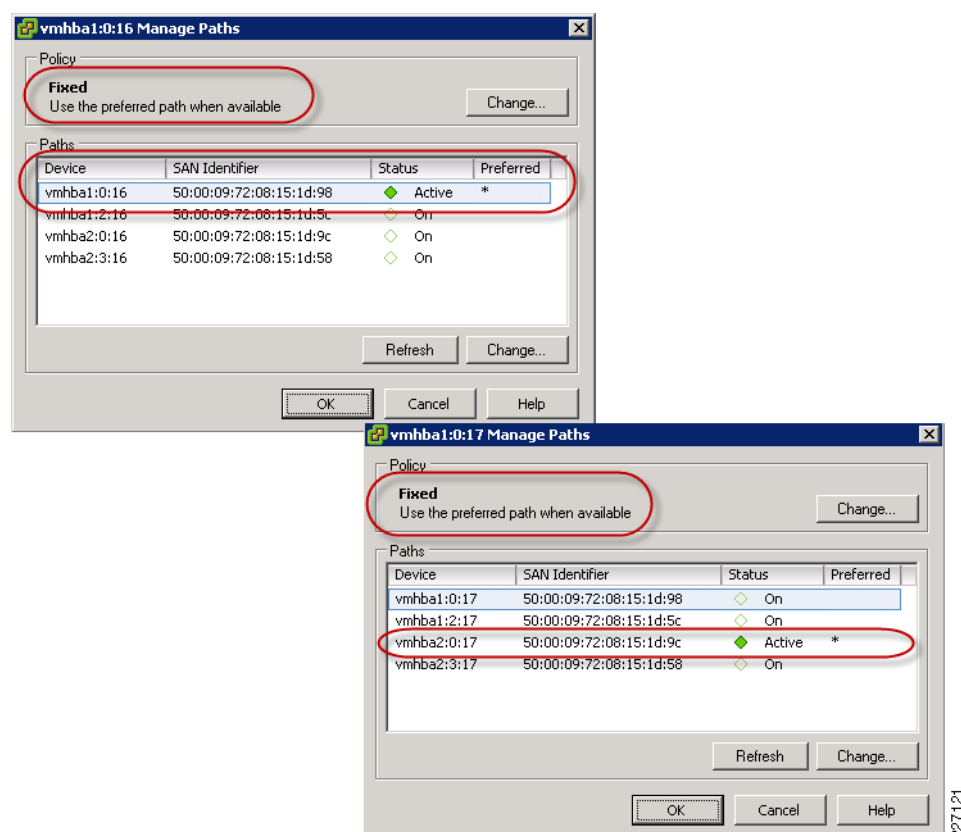 vmhba1:0:16 Manage Paths
Policy
Fixed
Use the preferred path when available
Change...
Paths
Device SAN Identifier Status Preferred
vmhba1:0:16 50:00:09:72:08:15:1d:98 Active *
vmhba1:2:16 50:00:09:72:08:15:1d:5c On
vmhba2:0:16 50:00:09:72:08:15:1d:9c On
vmhba2:3:16 50:00:09:72:08:15:1d:58 On
Refresh Change...
OK Cancel Help
vmhba1:0:17 Manage Paths
Policy
Fixed
Use the preferred path when available
Change...
Paths
Device SAN Identifier Status Preferred
vmhba1:0:17 50:00:09:72:08:15:1d:98 On
vmhba1:2:17 50:00:09:72:08:15:1d:5c On
vmhba2:0:17 50:00:09:72:08:15:1d:9c Active *
vmhba2:3:17 50:00:09:72:08:15:1d:58 On
Refresh Change...
OK Cancel Help